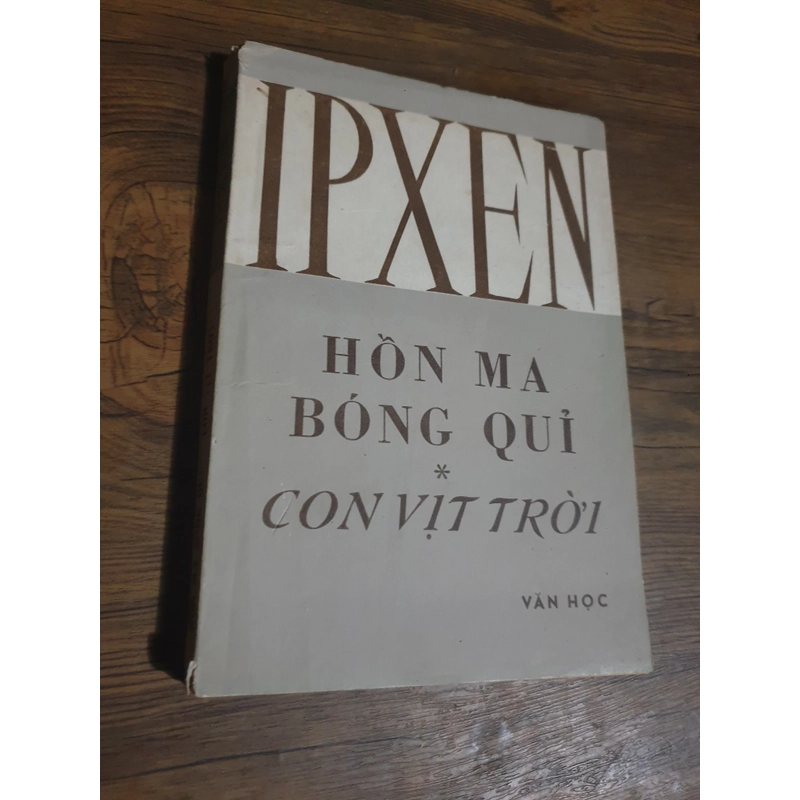 IPXEN
HỒN MA
BÓNG QUỈ
*
CON VỊT TRỜI
VĂN HỌC